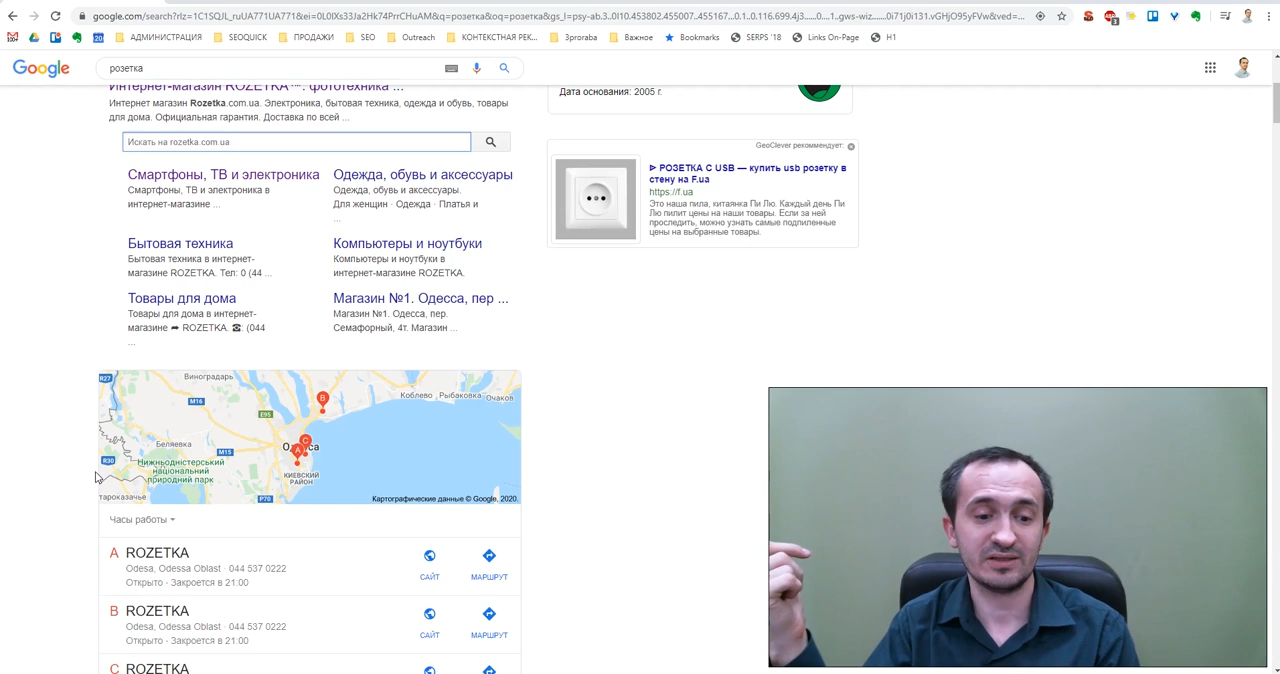 google.com/search?rlz=1C1SQJL_ruUA771UA771&ei=0L0IXs33Ja2Hk74PrrCHuAM&q=розетка&oq=розетка&gs_l=psy-ab.3..0l10.453802.455007..455167...0.1..0.116.699.4j3......0....1..gws-wiz.......0i71j0i131.vGHjO95yFVw&ved=...
АДМИНИСТРАЦИЯ SEOQUICK ПРОДАЖИ SEO Outreach КОНТЕКСТНАЯ РЕК... 3proraba Важное Bookmarks SERPS '18 Links On-Page H1
Google
розетка
Интернет-магазин ROZETKA™: фототехника ...
Интернет магазин Rozetka.com.ua. Электроника, бытовая техника, одежда и обувь, товары
для дома. Официальная гарантия. Доставка по всей ...
Искать на rozetka.com.ua
Смартфоны, ТВ и электроника
Смартфоны, ТВ и электроника в
интернет-магазине ...
Одежда, обувь и аксессуары
Одежда, обувь и аксессуары.
Для женщин · Одежда · Платья и
...
Бытовая техника
Бытовая техника в интернет-
магазине ROZETKA. Тел: 0 (44 ...
Компьютеры и ноутбуки
Компьютеры и ноутбуки в
интернет-магазине ROZETKA.
Товары для дома
Товары для дома в интернет-
магазине ➦ ROZETKA. ☎: (044
...
Магазин №1. Одесса, пер ...
Магазин №1. Одесса, пер.
Семафорный, 4т. Магазин ...
Дата основания: 2005 г.
GeoClever рекомендует:
ᐈ РОЗЕТКА С USB — купить usb розетку в
стену на F.ua
https://f.ua
Это наша пила, китаянка Пи Лю. Каждый день Пи
Лю пилит цены на наши товары. Если за ней
проследить, можно узнать самые подпиленные
цены на выбранные товары.
R27
Виноградарь
M16
E95
B
Коблево
Рыбаковка
Очаков
Беляевка
M15
C
A
R30
Нижньодністерський
національний
природний парк
КИЕВСКИЙ
РАЙОН
тароказачье
P70
Картографические данные © Google, 2020.
Часы работы
A ROZETKA
Odesa, Odessa Oblast · 044 537 0222
Открыто · Закроется в 21:00
САЙТ МАРШРУТ
B ROZETKA
Odesa, Odessa Oblast · 044 537 0222
Открыто · Закроется в 21:00
САЙТ МАРШРУТ
C ROZETKA